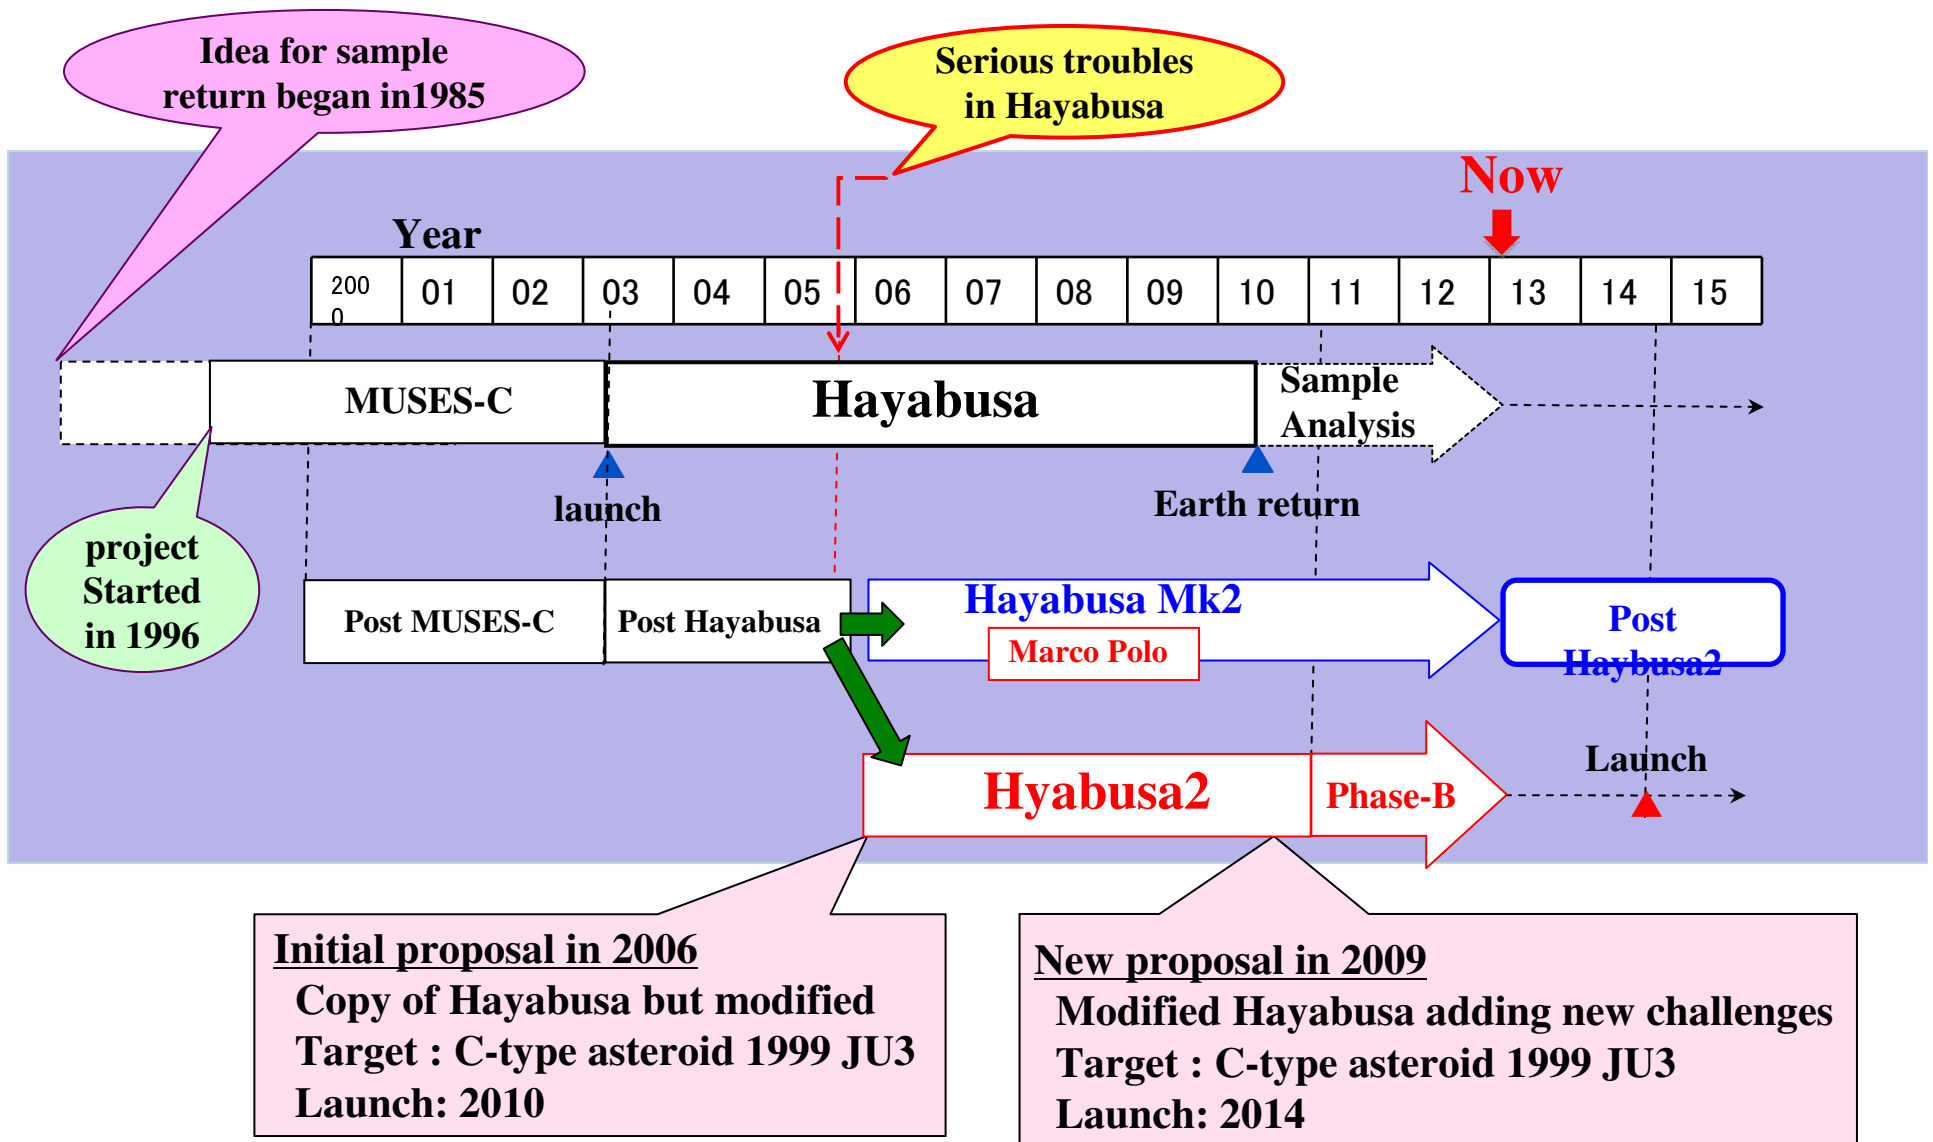 Idea for sample
return began in1985
Serious troubles
in Hayabusa
Now
Year
200
0
01
02
03
04
05
06
07
08
09
10
11
12
13
14
15
MUSES-C
Hayabusa
Sample
Analysis
launch
Earth return
project
Started
in 1996
Post MUSES-C
Post Hayabusa
Hayabusa Mk2
Marco Polo
Post
Haybusa2
Hyabusa2
Phase-B
Launch
Initial proposal in 2006
Copy of Hayabusa but modified
Target : C-type asteroid 1999 JU3
Launch: 2010
New proposal in 2009
Modified Hayabusa adding new challenges
Target : C-type asteroid 1999 JU3
Launch: 2014